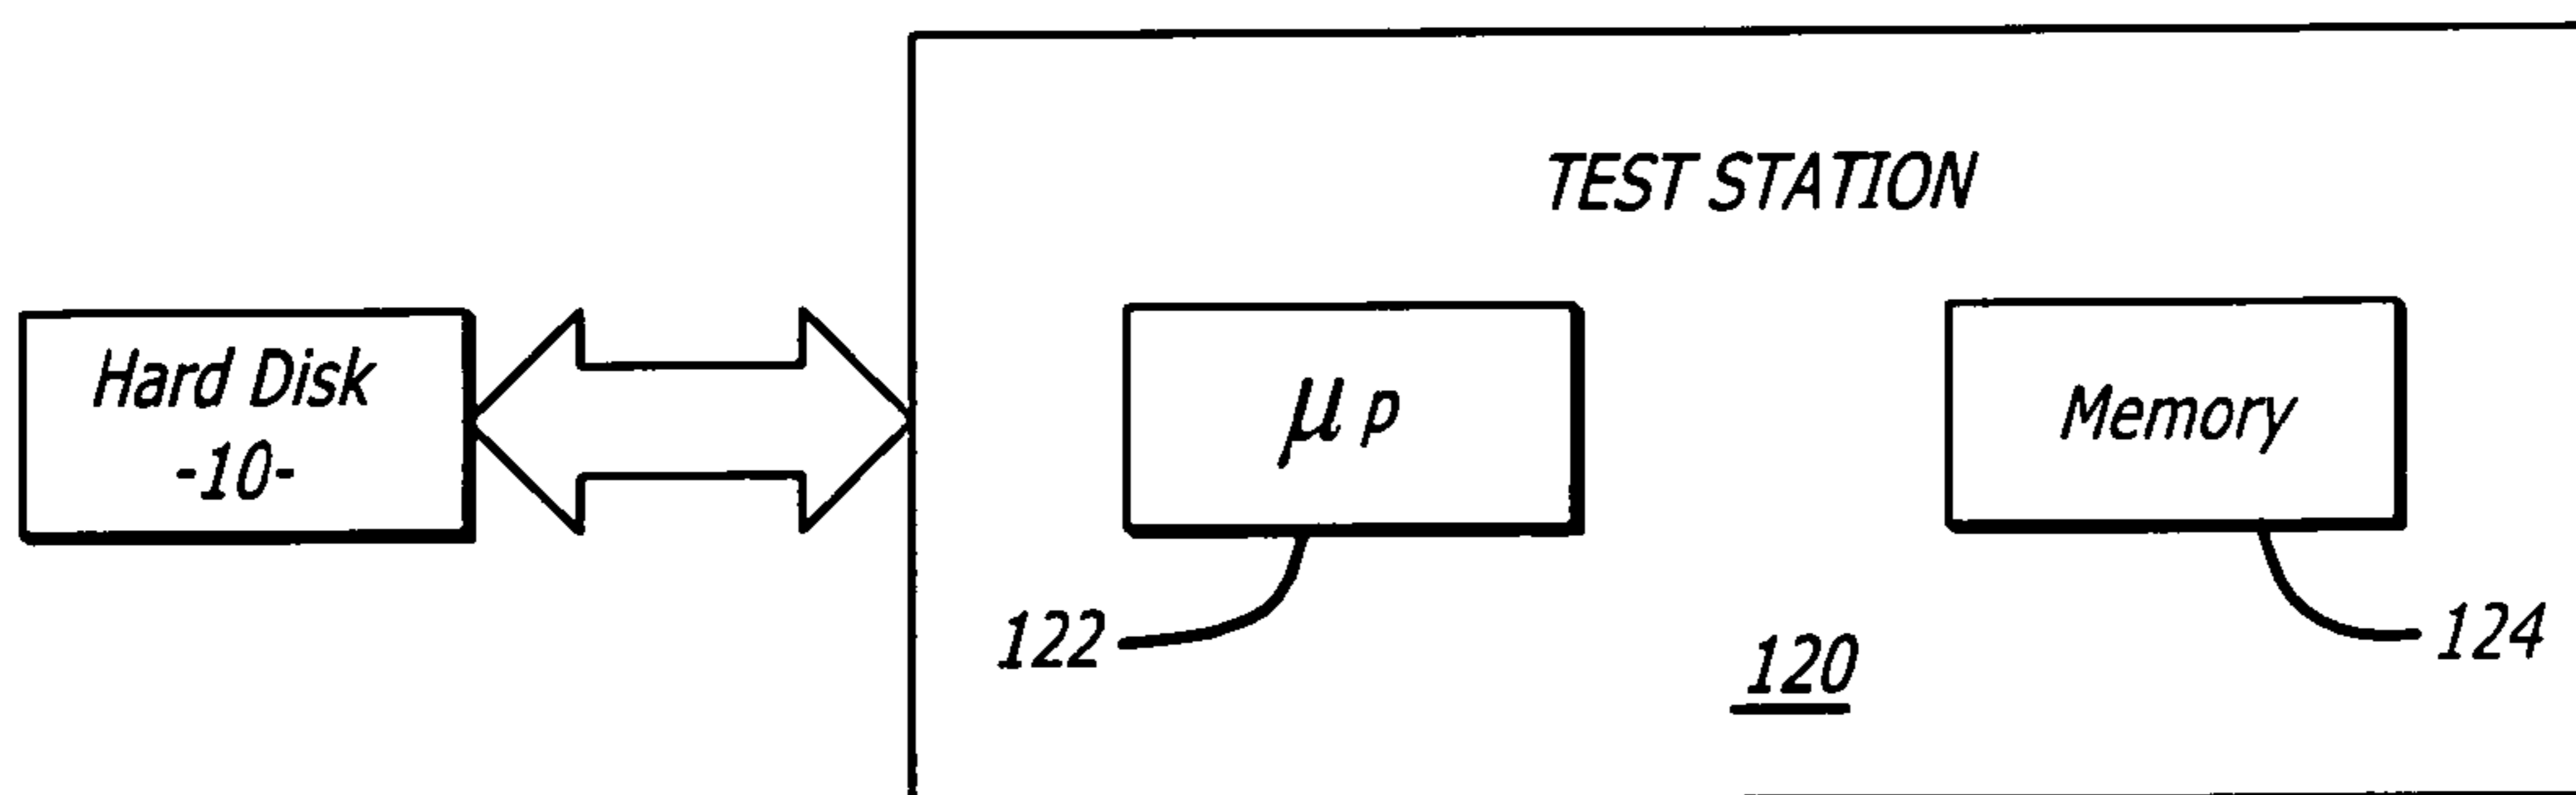 TEST STATION
Hard Disk
-10-
μp
Memory
122
120
124